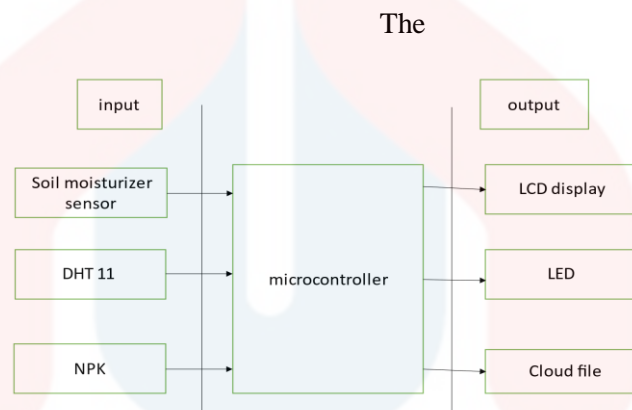 The
input
output
Soil moisturizer
sensor
LCD display
DHT 11
microcontroller
LED
NPK
Cloud file